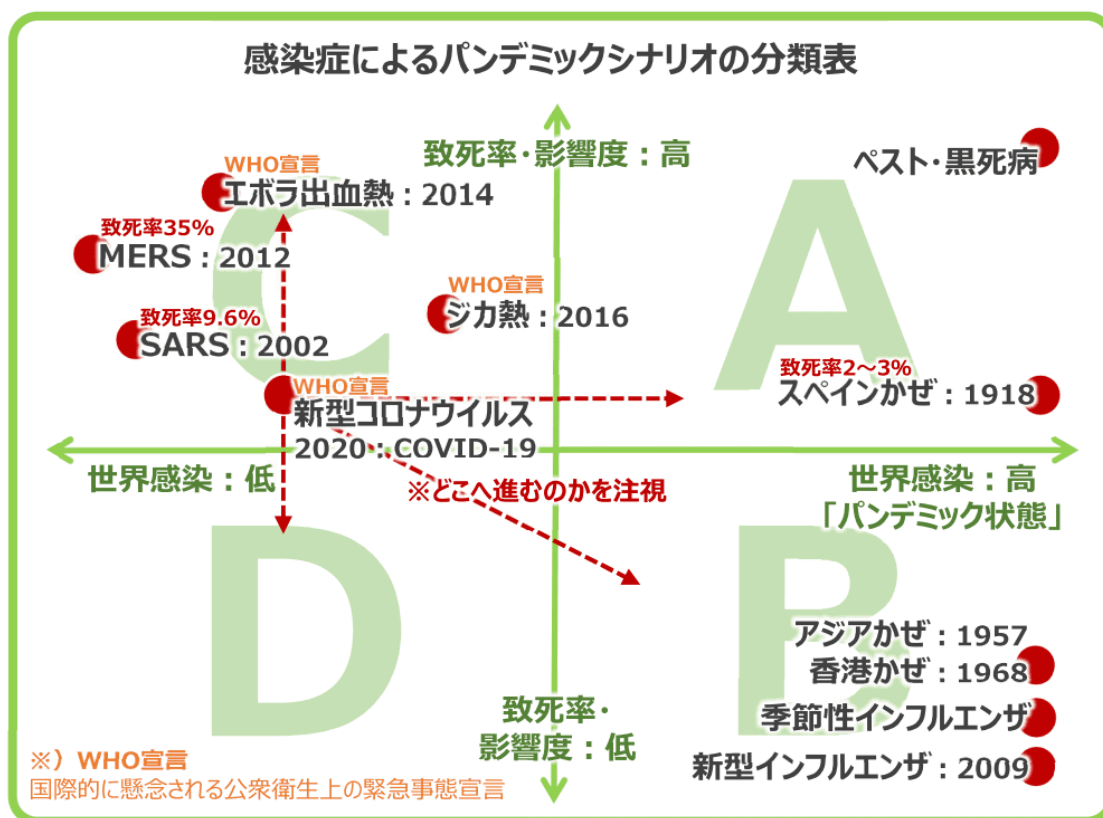 感染症によるパンデミックシナリオの分類表
致死率･影響度：高
ペスト・黒死病
WHO宣言
エボラ出血熱：2014
致死率35%
MERS：2012
WHO宣言
ジカ熱：2016
致死率9.6%
SARS：2002
致死率2～3%
スペインかぜ：1918
WHO宣言
新型コロナウイルス
2020：COVID-19
世界感染：低
※どこへ進むのかを注視
世界感染：高
｢パンデミック状態｣
C
A
D
B
アジアかぜ：1957
香港かぜ：1968
季節性インフルエンザ
新型インフルエンザ：2009
致死率･
影響度：低
※）WHO宣言
国際的に懸念される公衆衛生上の緊急事態宣言